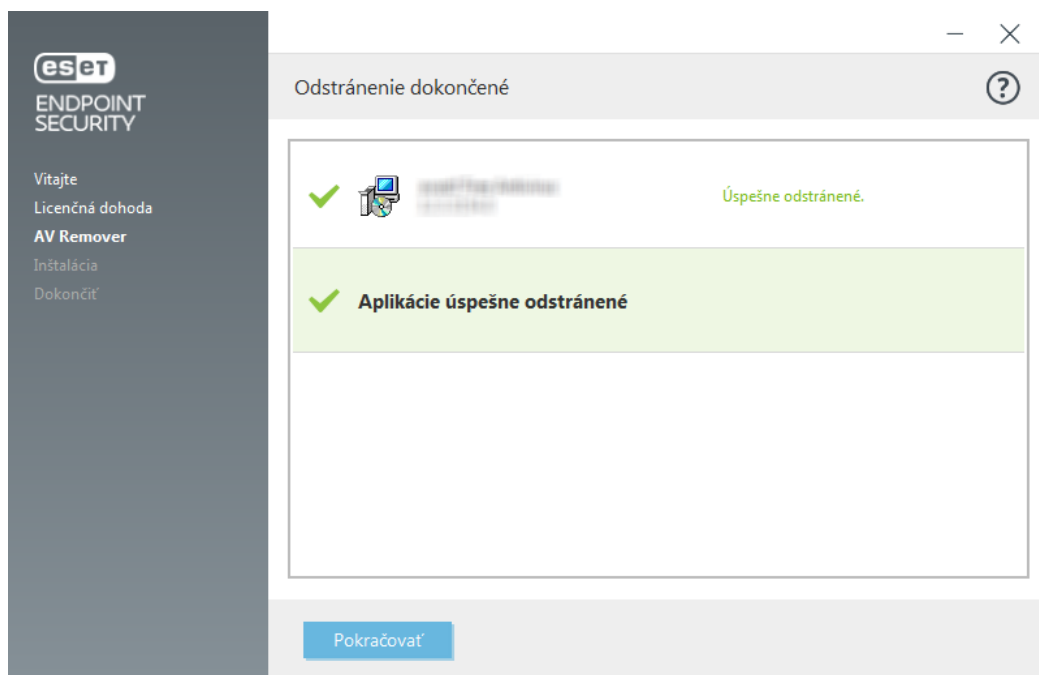 eset
ENDPOINT
SECURITY
Vitajte
Licenčná dohoda
AV Remover
Inštalácia
Dokončiť
Odstránenie dokončené
?
Úspešne odstránené.
Aplikácie úspešne odstránené
Pokračovať